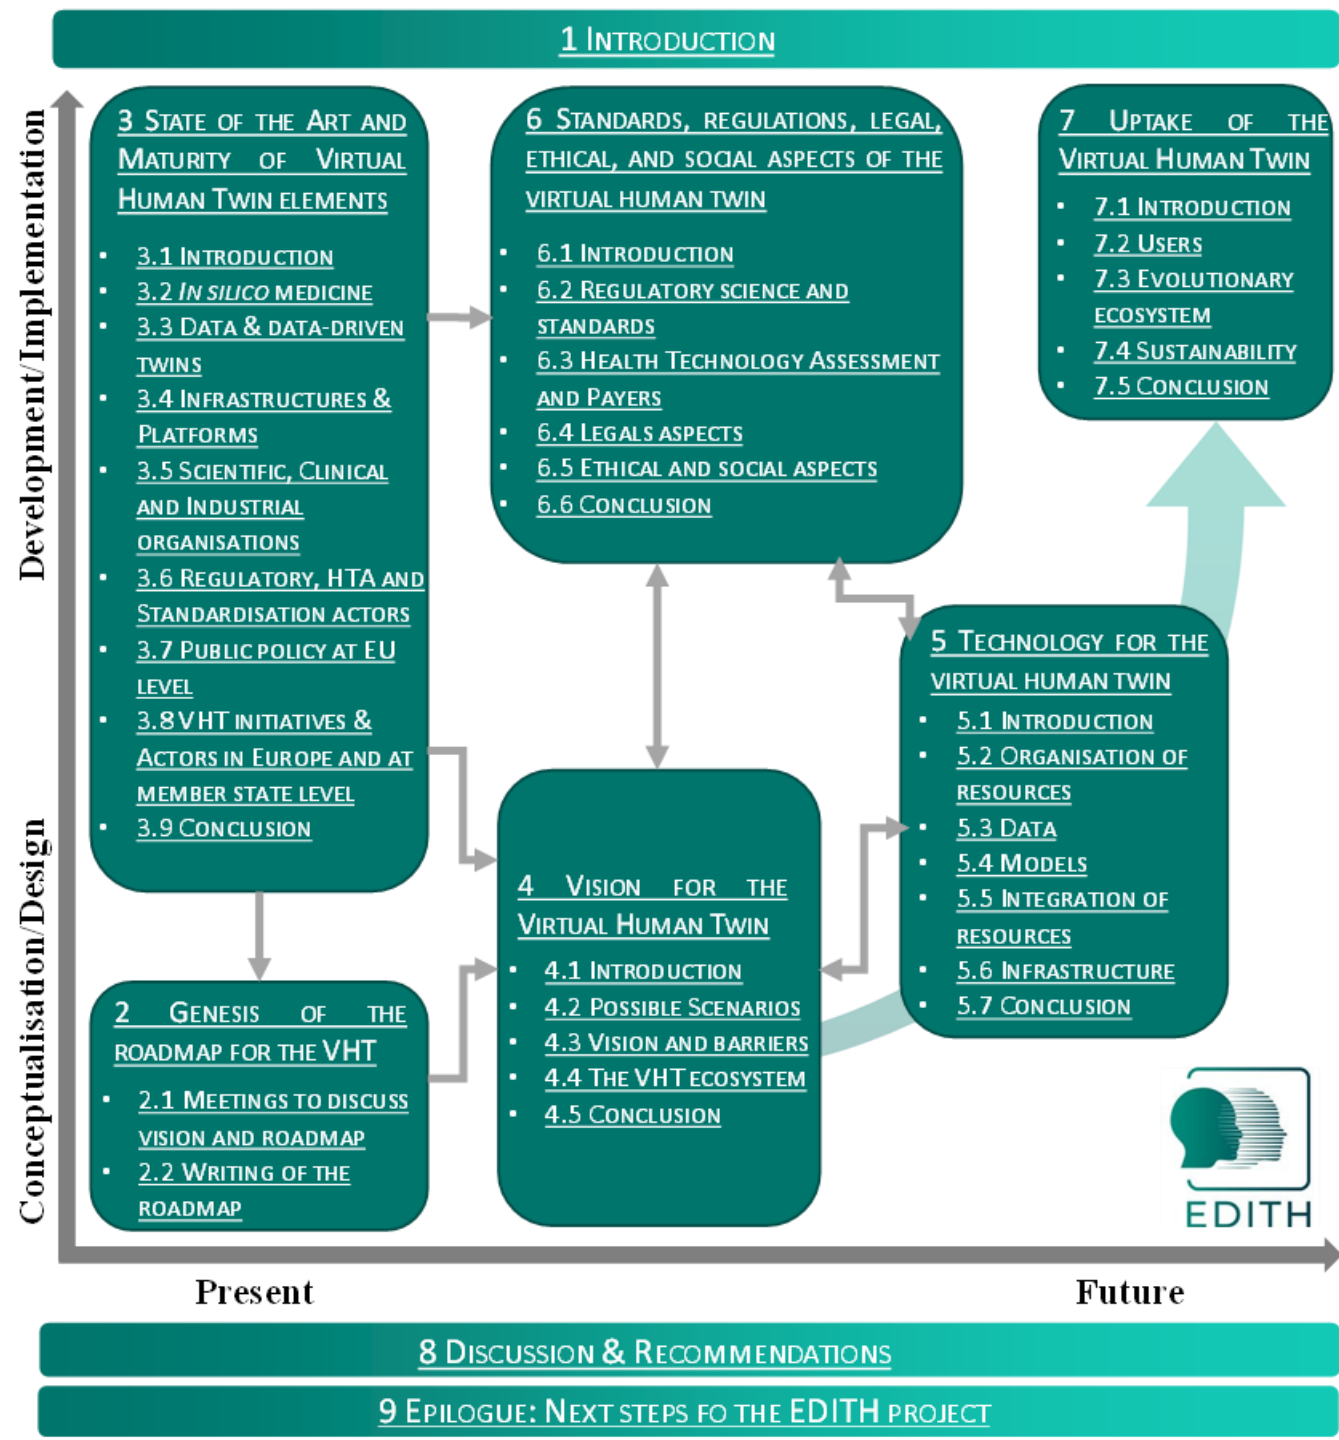 1 Introduction
Development/Implementation
Conceptualisation/Design
3 State of the Art and
Maturity of Virtual
Human Twin elements
• 3.1 Introduction
• 3.2 In silico medicine
• 3.3 Data & data-driven
twins
• 3.4 Infrastructures &
Platforms
• 3.5 Scientific, Clinical
and Industrial
organisations
• 3.6 Regulatory, HTA and
Standardisation actors
• 3.7 Public policy at EU
level
• 3.8 VHT initiatives &
Actors in Europe and at
member state level
• 3.9 Conclusion
2 Genesis of the
roadmap for the VHT
• 2.1 Meetings to discuss
vision and roadmap
• 2.2 Writing of the
roadmap
6 Standards, regulations, legal,
ethical, and social aspects of the
virtual human twin
• 6.1 Introduction
• 6.2 Regulatory science and
standards
• 6.3 Health Technology Assessment
and Payers
• 6.4 Legals aspects
• 6.5 Ethical and social aspects
• 6.6 Conclusion
4 Vision for the
Virtual Human Twin
• 4.1 Introduction
• 4.2 Possible Scenarios
• 4.3 Vision and barriers
• 4.4 The VHT ecosystem
• 4.5 Conclusion
7 Uptake of the
Virtual Human Twin
• 7.1 Introduction
• 7.2 Users
• 7.3 Evolutionary
ecosystem
• 7.4 Sustainability
• 7.5 Conclusion
5 Technology for the
virtual human twin
• 5.1 Introduction
• 5.2 Organisation of
resources
• 5.3 Data
• 5.4 Models
• 5.5 Integration of
resources
• 5.6 Infrastructure
• 5.7 Conclusion
EDITH
Present
Future
8 Discussion & Recommendations
9 Epilogue: Next steps fo the EDITH project